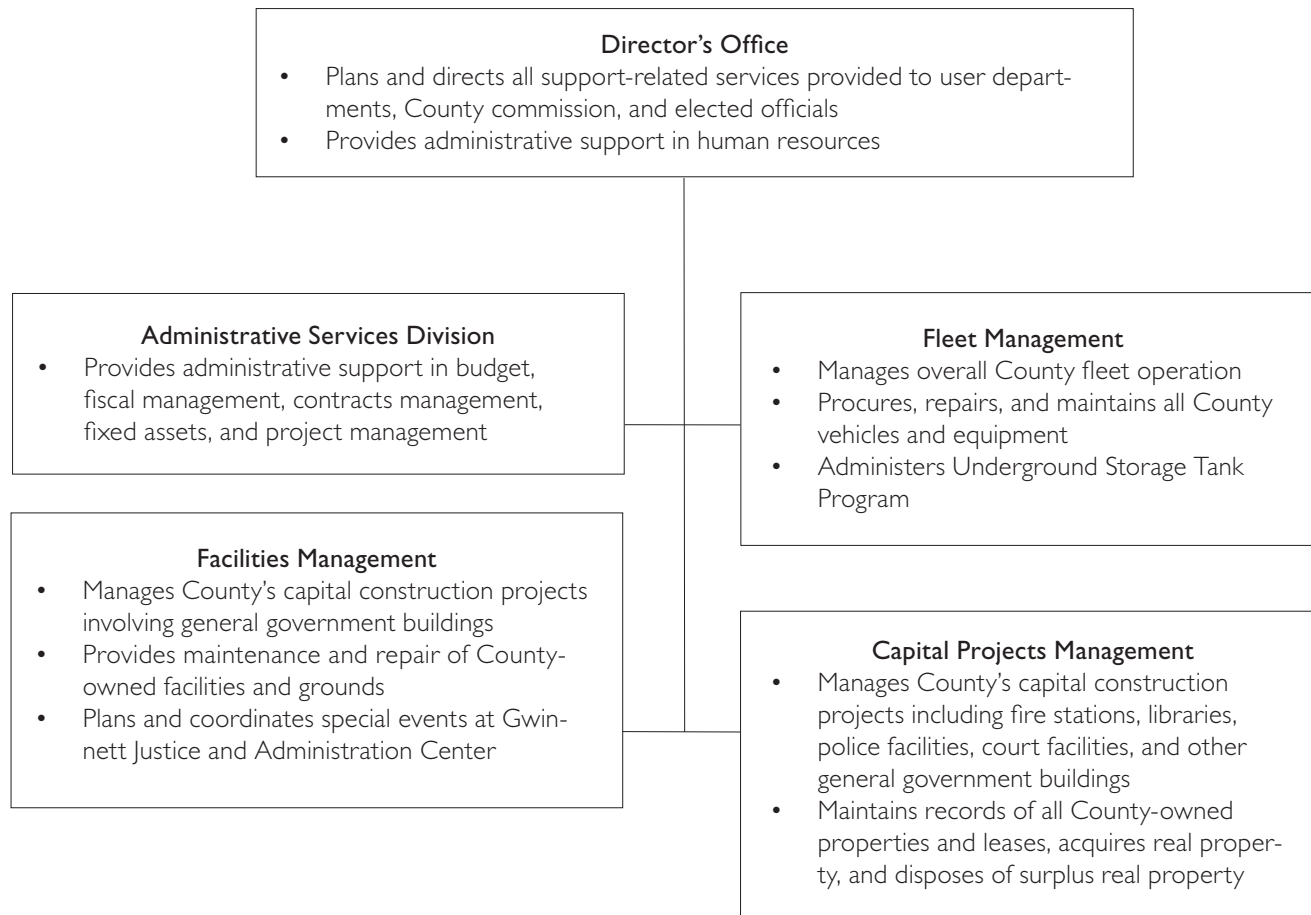 Director's Office
• Plans and directs all support-related services provided to user depart-
ments, County commission, and elected officials
• Provides administrative support in human resources
Administrative Services Division
• Provides administrative support in budget,
fiscal management, contracts management,
fixed assets, and project management
Fleet Management
• Manages overall County fleet operation
• Procures, repairs, and maintains all County
vehicles and equipment
• Administers Underground Storage Tank
Program
Facilities Management
• Manages County's capital construction projects
involving general government buildings
• Provides maintenance and repair of County-
owned facilities and grounds
• Plans and coordinates special events at Gwin-
nett Justice and Administration Center
Capital Projects Management
• Manages County's capital construction
projects including fire stations, libraries,
police facilities, court facilities, and other
general government buildings
• Maintains records of all County-owned
properties and leases, acquires real proper-
ty, and disposes of surplus real property